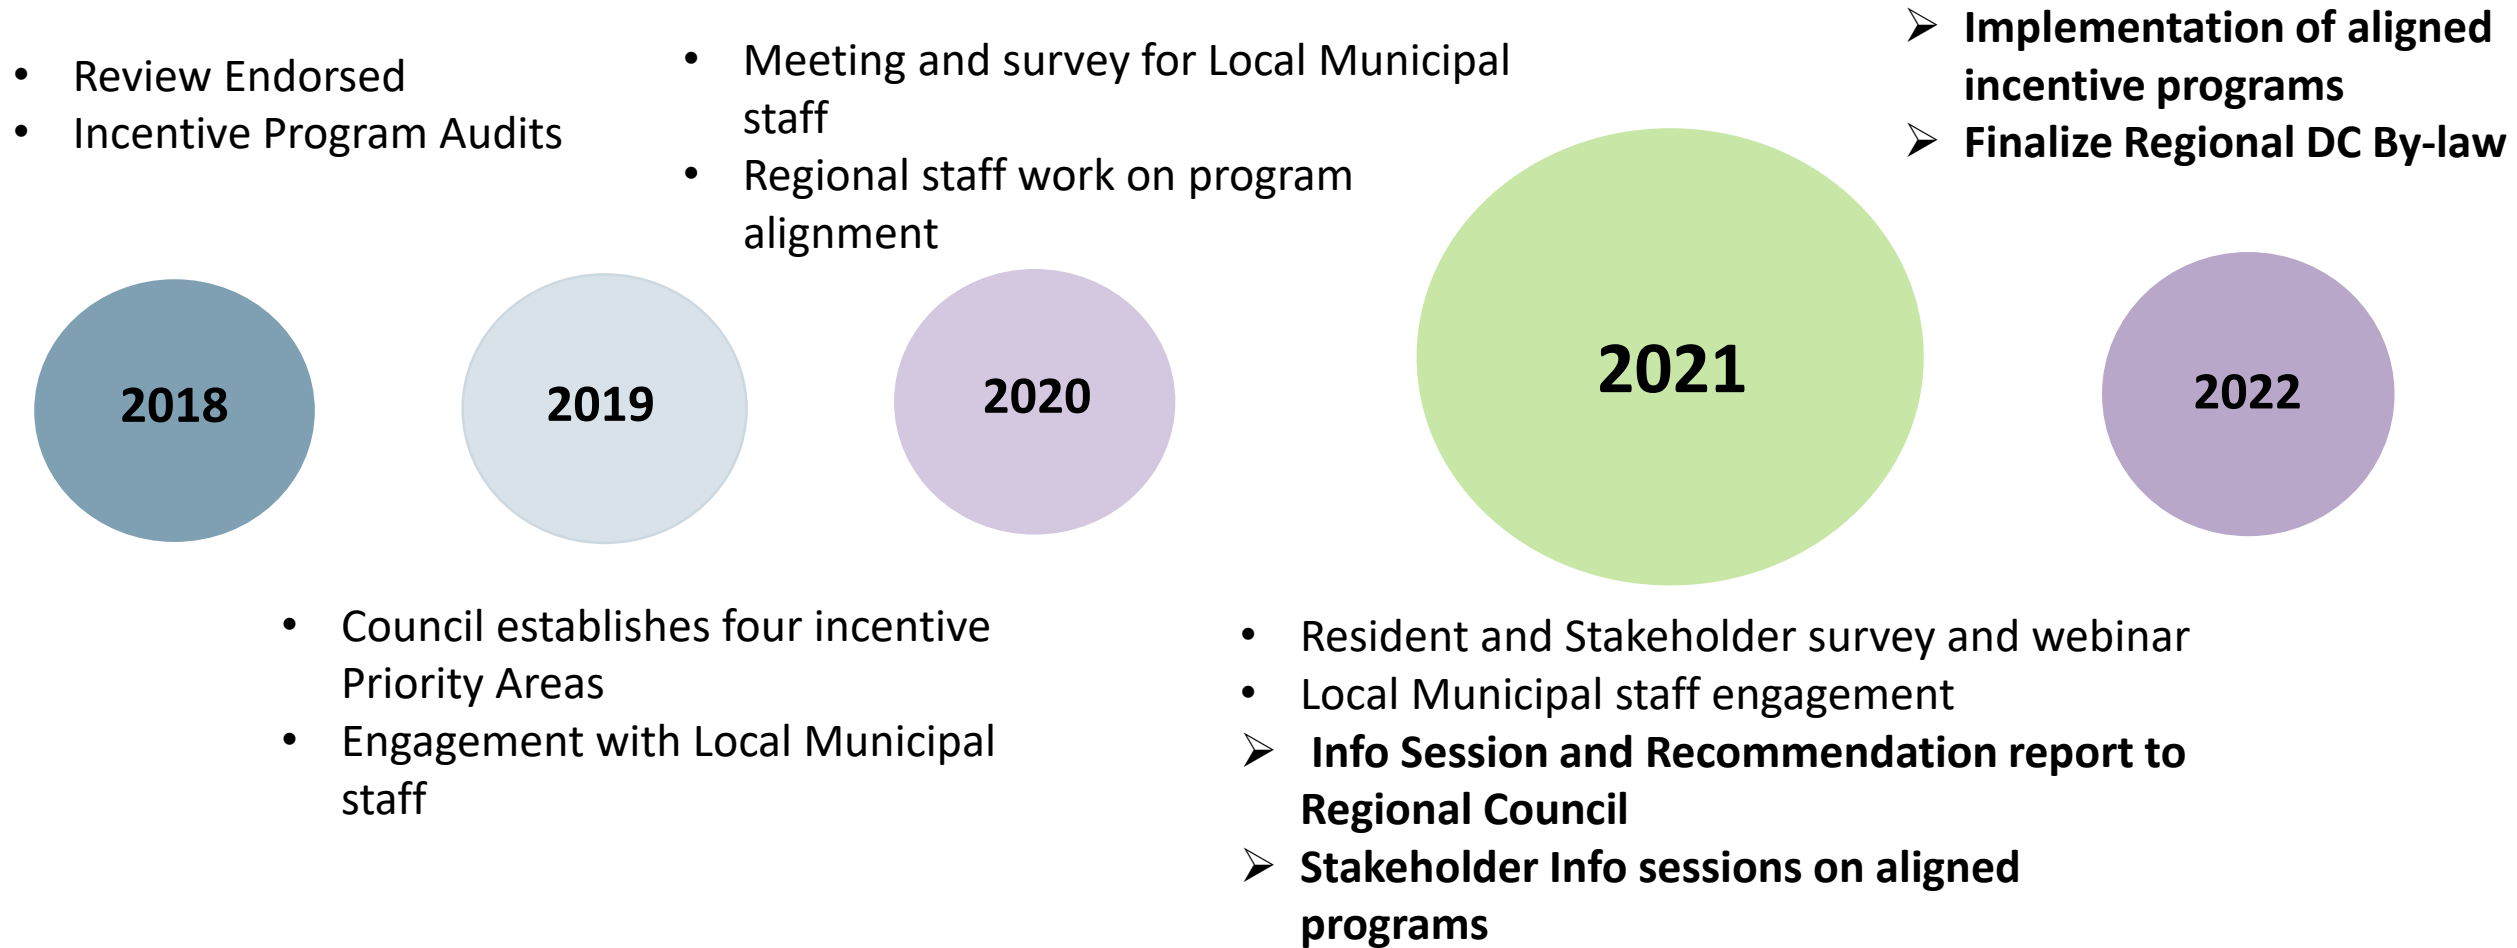 • Review Endorsed
• Incentive Program Audits
2018
2019
• Council establishes four incentive
Priority Areas
• Engagement with Local Municipal
staff
• Meeting and survey for Local Municipal
staff
• Regional staff work on program
alignment
2020
2021
• Resident and Stakeholder survey and webinar
• Local Municipal staff engagement
➢ Info Session and Recommendation report to
Regional Council
➢ Stakeholder Info sessions on aligned
programs
➢ Implementation of aligned
incentive programs
➢ Finalize Regional DC By-law
2022